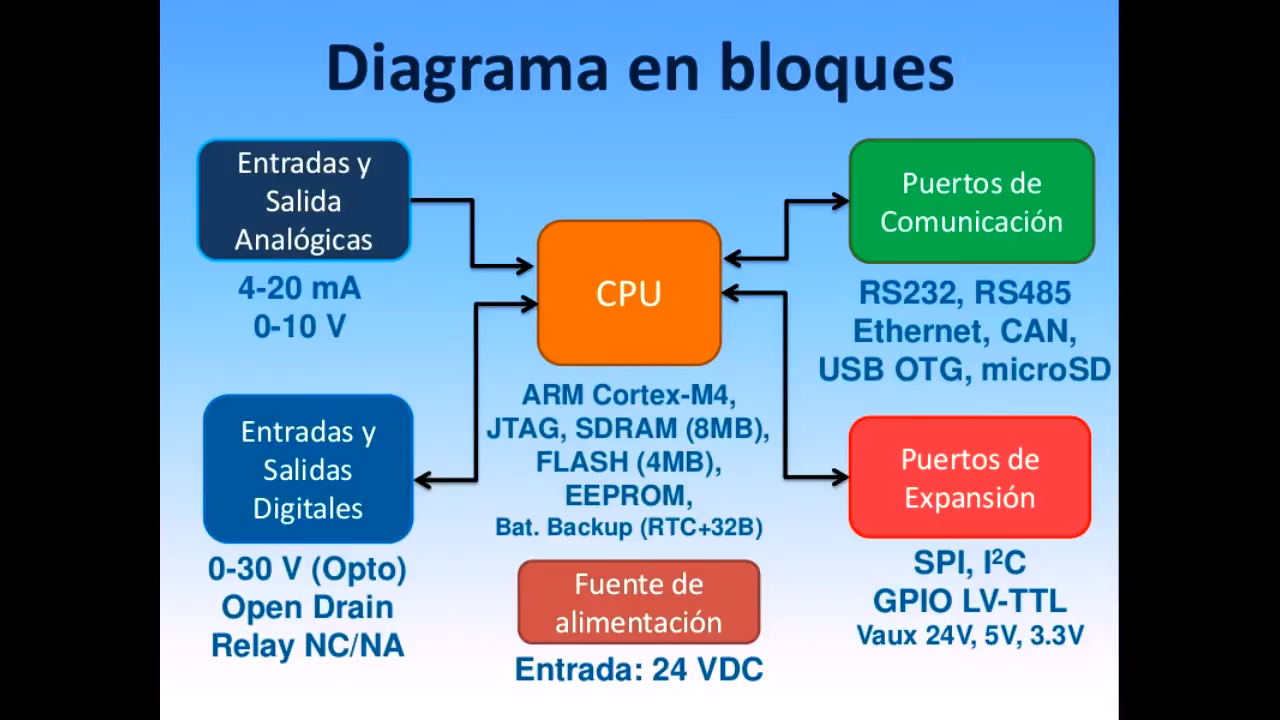 Diagrama en bloques
Entradas y
Salida
Analógicas
4-20 mA
0-10 V
Entradas y
Salidas
Digitales
0-30 V (Opto)
Open Drain
Relay NC/NA
CPU
ARM Cortex-M4,
JTAG, SDRAM (8MB),
FLASH (4MB),
EEPROM,
Bat. Backup (RTC+32B)
Fuente de
alimentación
Entrada: 24 VDC
Puertos de
Comunicación
RS232, RS485
Ethernet, CAN,
USB OTG, microSD
Puertos de
Expansión
SPI, I²C
GPIO LV-TTL
Vaux 24V, 5V, 3.3V